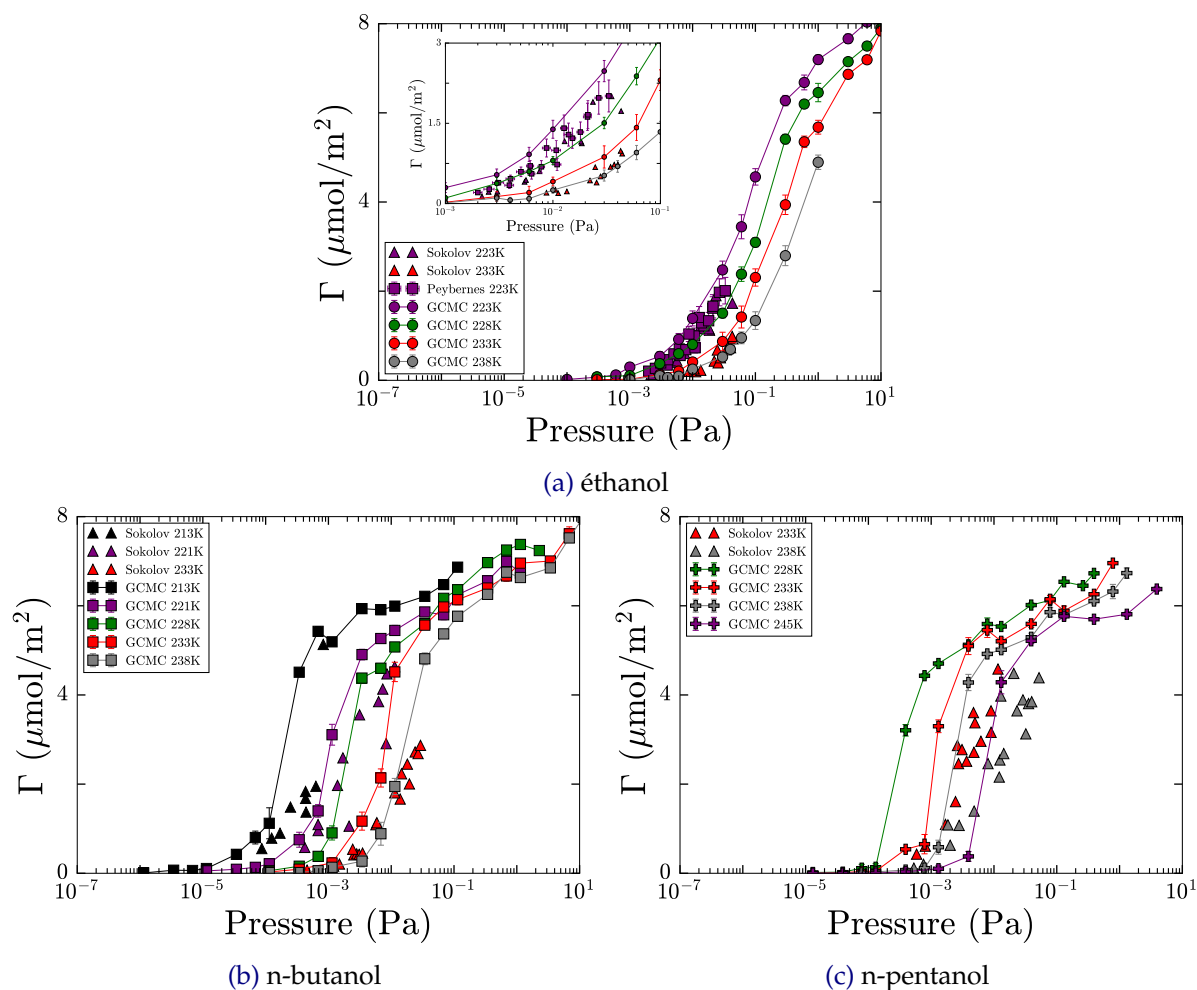 8
4
0
Γ (μmol/m²)
10⁻⁷ 10⁻⁵ 10⁻³ 10⁻¹ 10¹
Pressure (Pa)
3
1.5
0
Γ (μmol/m²)
10⁻³ 10⁻² 10⁻¹
Pressure (Pa)
Sokolov 223K
Sokolov 233K
Peybernes 223K
GCMC 223K
GCMC 228K
GCMC 233K
GCMC 238K
(a) éthanol
8
4
0
Γ (μmol/m²)
Sokolov 213K
Sokolov 221K
Sokolov 233K
GCMC 213K
GCMC 221K
GCMC 228K
GCMC 233K
GCMC 238K
10⁻⁷ 10⁻⁵ 10⁻³ 10⁻¹ 10¹
Pressure (Pa)
(b) n-butanol
8
4
0
Γ (μmol/m²)
Sokolov 233K
Sokolov 238K
GCMC 228K
GCMC 233K
GCMC 238K
GCMC 245K
10⁻⁷ 10⁻⁵ 10⁻³ 10⁻¹ 10¹
Pressure (Pa)
(c) n-pentanol